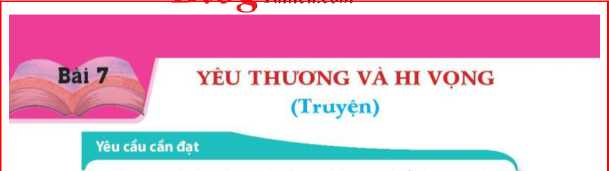 Bài 7
YÊU THƯƠNG VÀ HI VỌNG
(Truyện)
Yêu cầu cần đạt